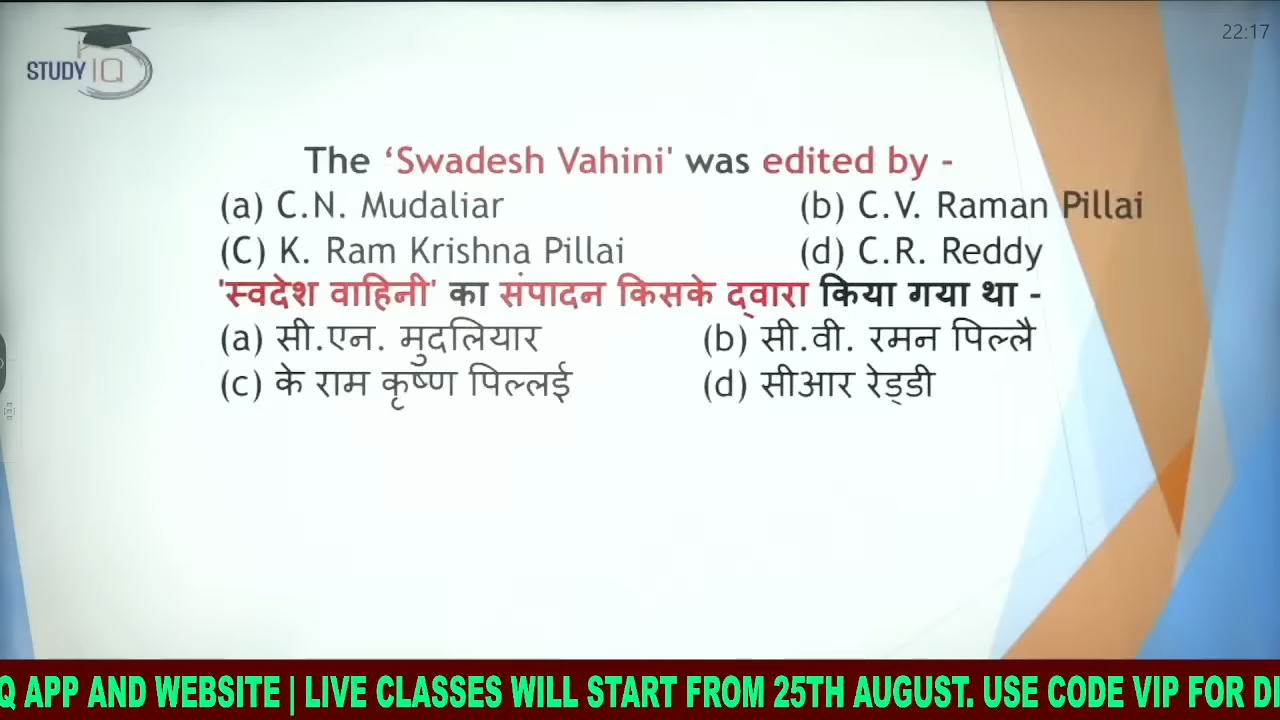 STUDY IQ
22:17
The ‘Swadesh Vahini' was edited by -
(a) C.N. Mudaliar (b) C.V. Raman Pillai
(C) K. Ram Krishna Pillai (d) C.R. Reddy
'स्वदेश वाहिनी' का संपादन किसके द्वारा किया गया था -
(a) सी.एन. मुदलियार (b) सी.वी. रमन पिल्लै
(c) के राम कृष्ण पिल्लई (d) सीआर रेड्डी
Q APP AND WEBSITE | LIVE CLASSES WILL START FROM 25TH AUGUST. USE CODE VIP FOR DI